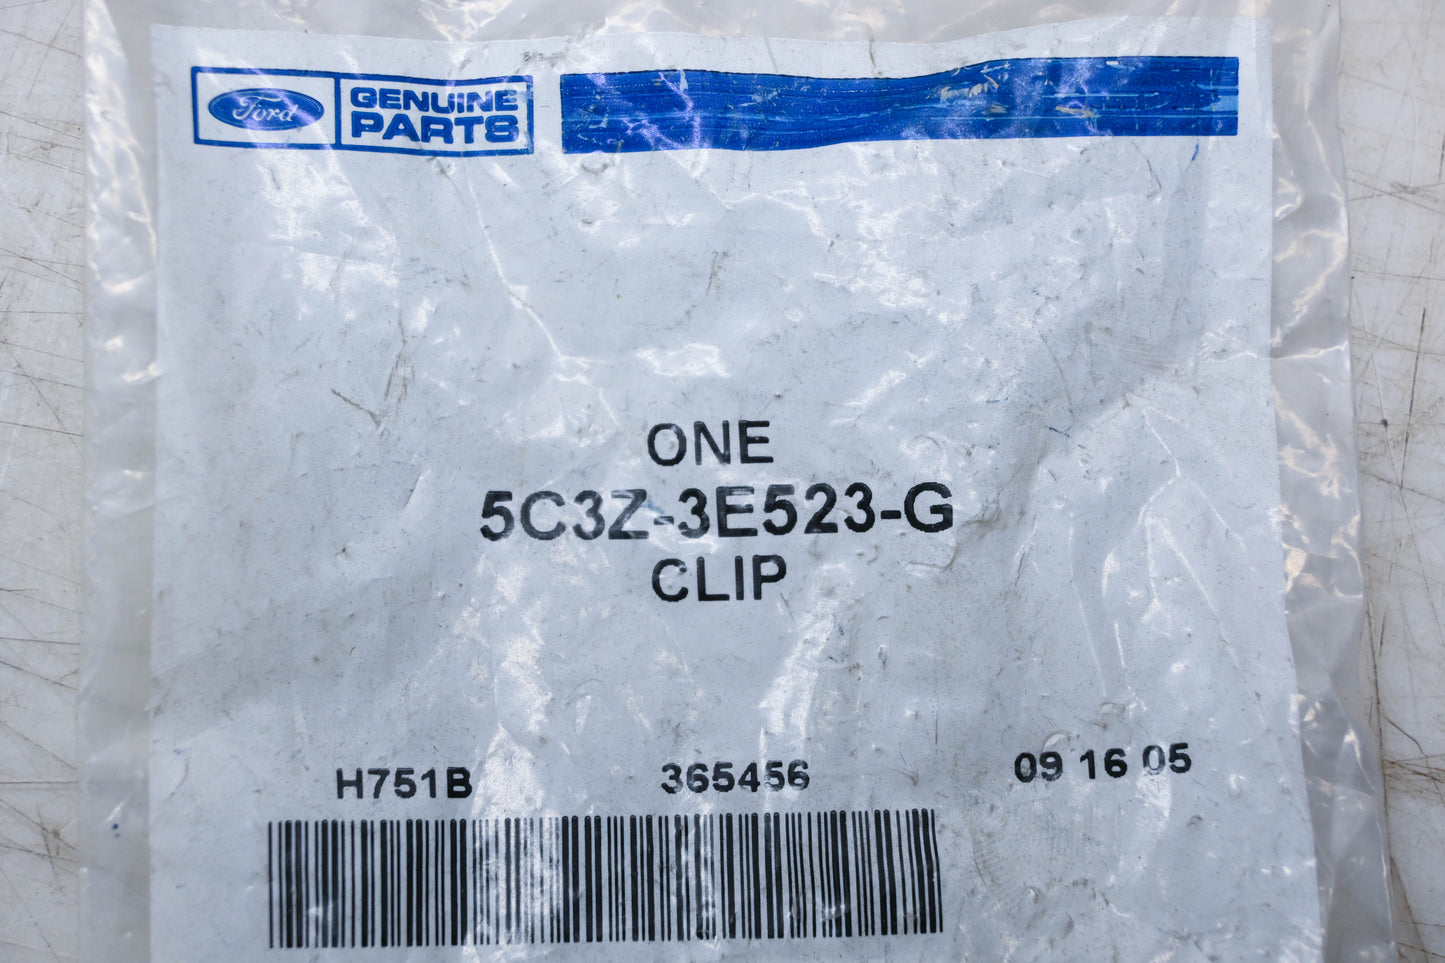 Ford GENUINE
PARTS
ONE
5C3Z-3E523-G
CLIP
H751B 365456 09 16 05